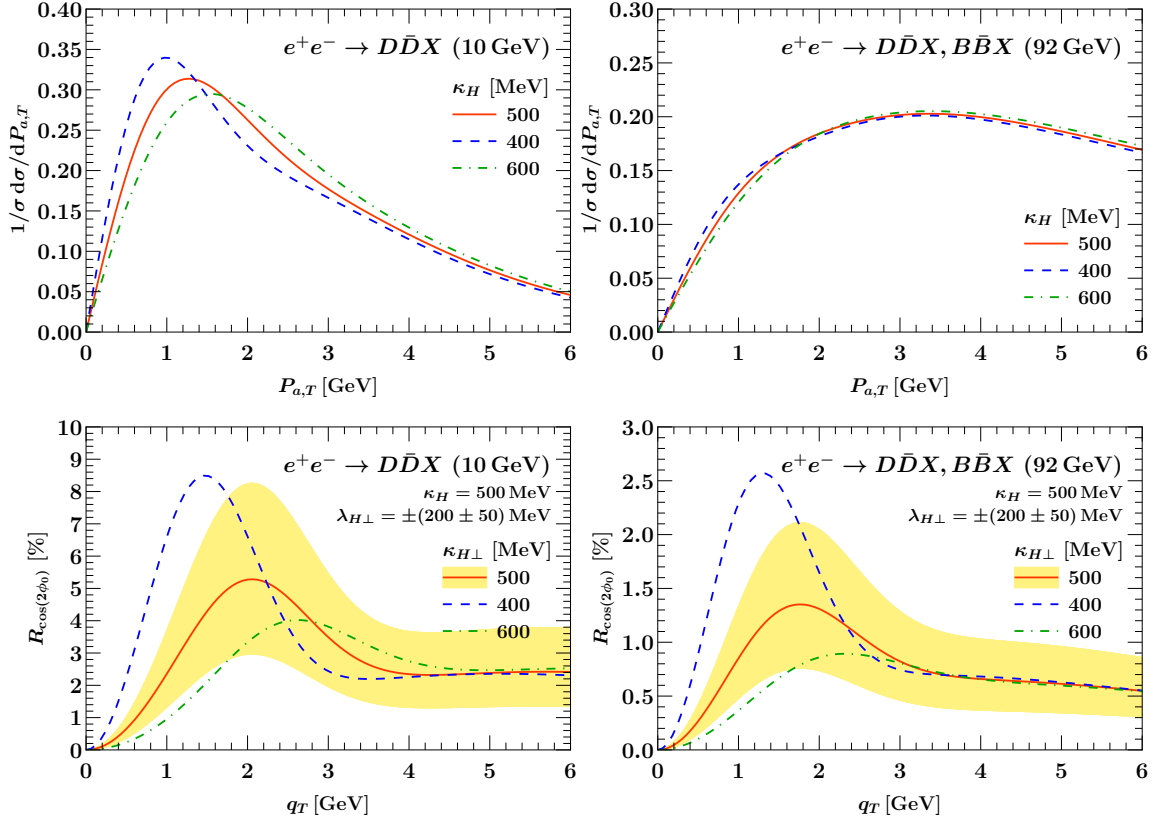 0.40
0.35
0.30
0.25
0.20
0.15
0.10
0.05
0.00
1/σ dσ/dP_{a,T}
e⁺e⁻ → DD̄X (10 GeV)
κ_H [MeV]
500
400
600
0 1 2 3 4 5 6
P_{a,T} [GeV]
0.30
0.25
0.20
0.15
0.10
0.05
0.00
1/σ dσ/dP_{a,T}
e⁺e⁻ → DD̄X, BB̄X (92 GeV)
κ_H [MeV]
500
400
600
0 1 2 3 4 5 6
P_{a,T} [GeV]
10
9
8
7
6
5
4
3
2
1
0
R_{cos(2φ₀)} [%]
e⁺e⁻ → DD̄X (10 GeV)
κ_H = 500 MeV
λ_{H⊥} = ±(200 ± 50) MeV
κ_{H⊥} [MeV]
500
400
600
0 1 2 3 4 5 6
q_T [GeV]
3.0
2.5
2.0
1.5
1.0
0.5
0.0
R_{cos(2φ₀)} [%]
e⁺e⁻ → DD̄X, BB̄X (92 GeV)
κ_H = 500 MeV
λ_{H⊥} = ±(200 ± 50) MeV
κ_{H⊥} [MeV]
500
400
600
0 1 2 3 4 5 6
q_T [GeV]